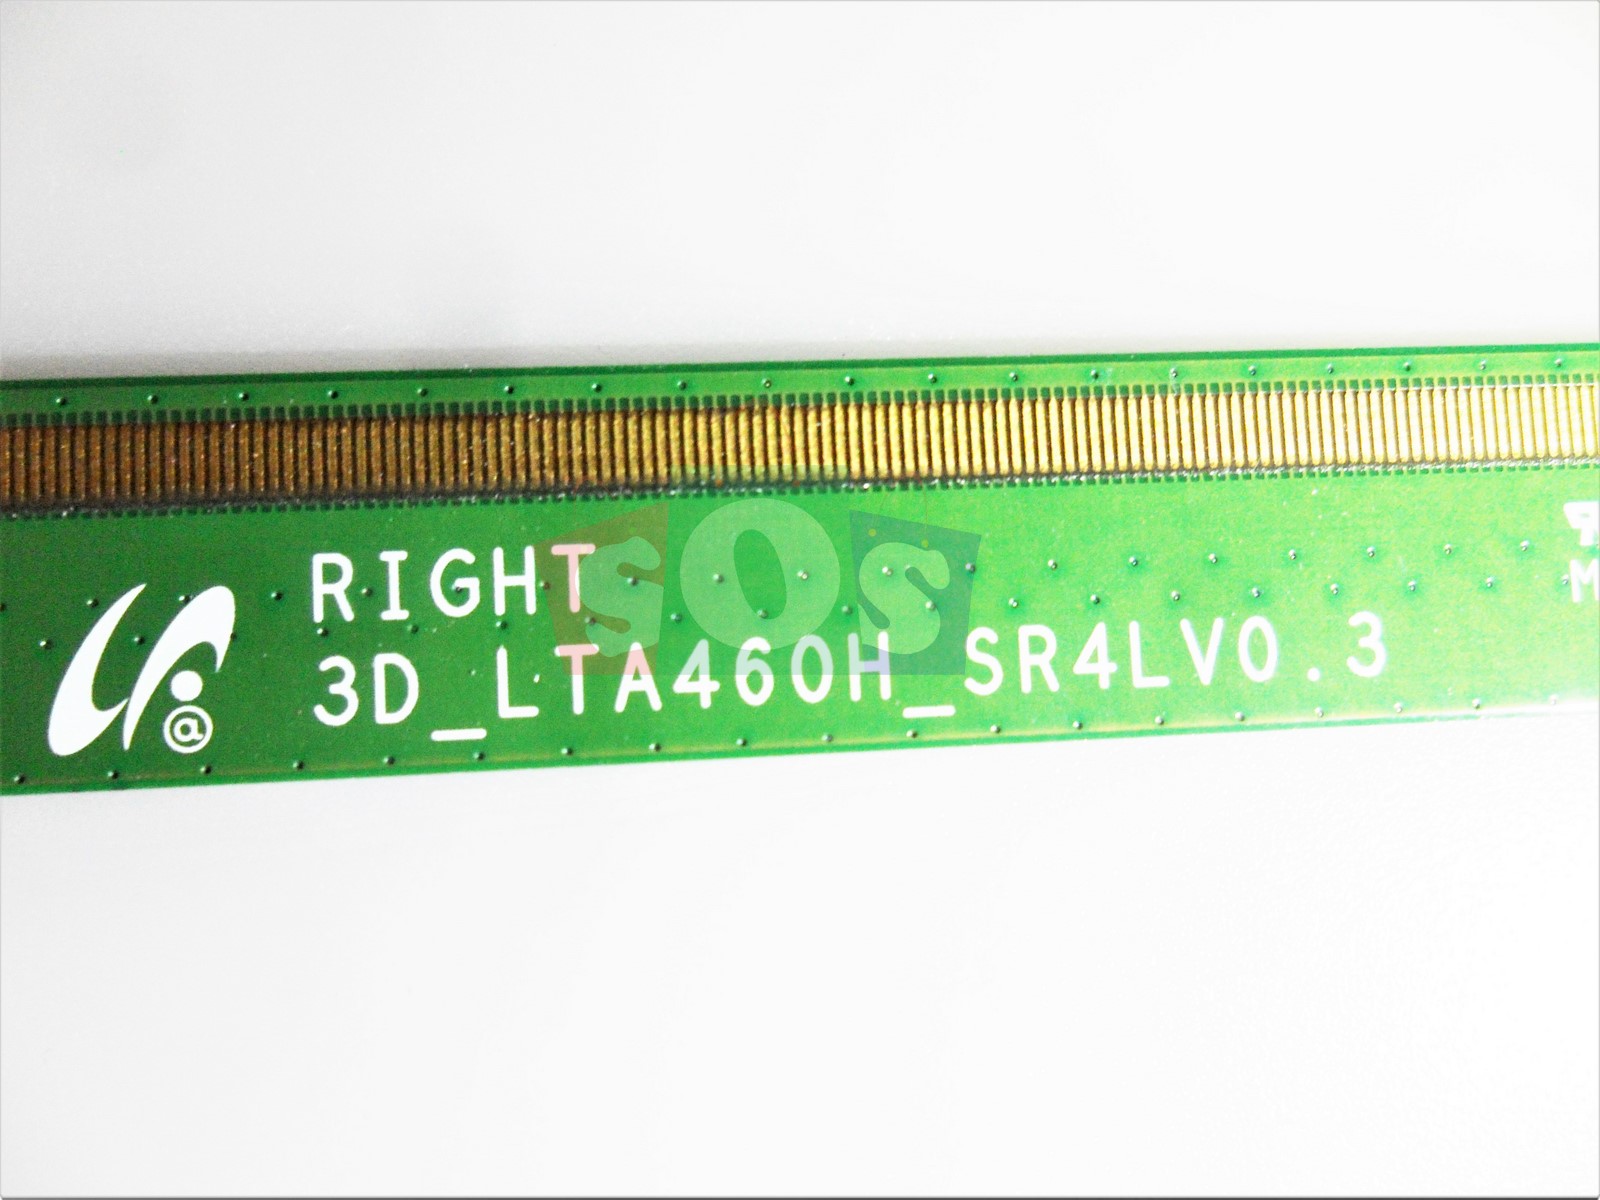 RIGHT
3D_LTA460H_SR4LV0.3
@
sOs
M